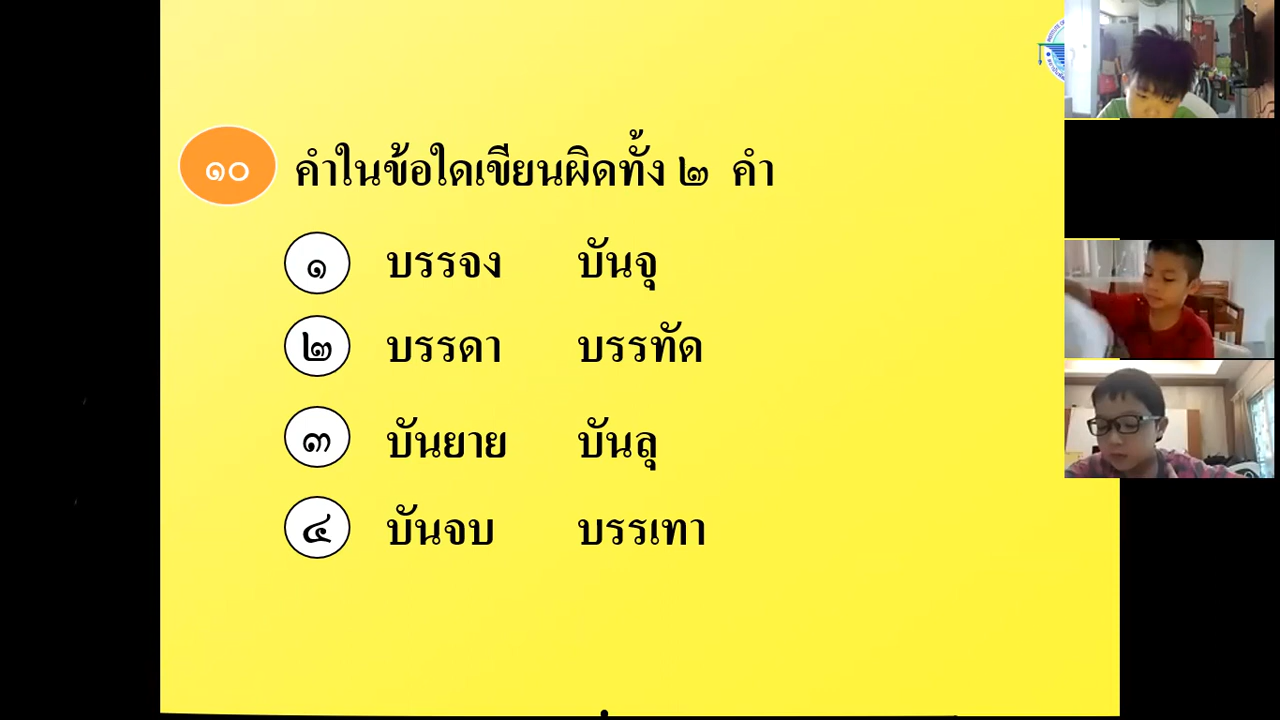 ๑๐ คำในข้อใดเขียนผิดทั้ง ๒ คำ
๑ บรรจง บันจุ
๒ บรรดา บรรทัด
๓ บันยาย บันลุ
๔ บันจบ บรรเทา